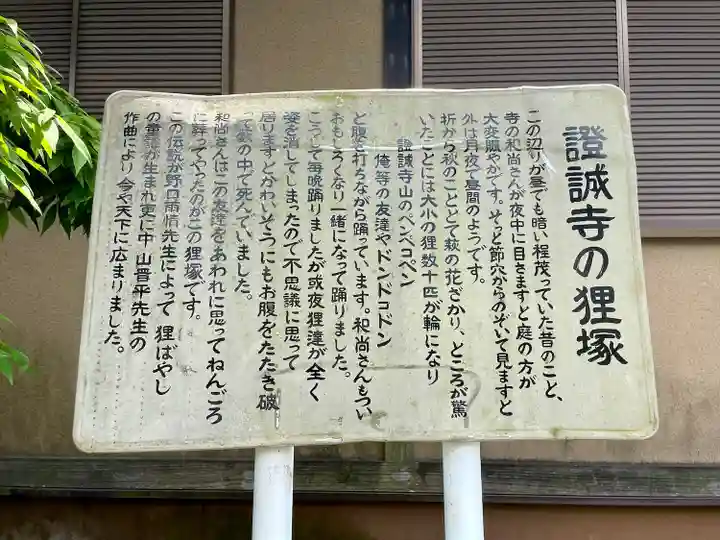 證誠寺の狸塚
この辺りが昼でも暗い程茂っていた昔のこと、
寺の和尚さんが夜中に目さますと庭の方が
大変賑やかです。そっと節穴からのぞいて見ますと
外は月夜で昼間のようです。
折から秋のこととて萩の花ざかり、ところが驚
いたことには大小の狸数十匹が輪になり
證誠寺山のペンペコペン
俺等の友達やドンドコドン
と腹を打ちながら踊っています。和尚さんもつい
おもしろくなり一緒になって踊りました。
こうして毎晩踊りましたが或夜狸達が全く
姿を消してしまったので不思議に思って
居りますとかわいそうにもお腹をたたき破
って藪の中で死んでいました。
和尚さんはこの友達をあわれに思ってねんごろ
に葬ってやったのがこの狸塚です。
この伝説が野口雨情先生によって狸ばやし
の童謡が生まれ更に中山晋平先生の
作曲により今や天下に広まりました。